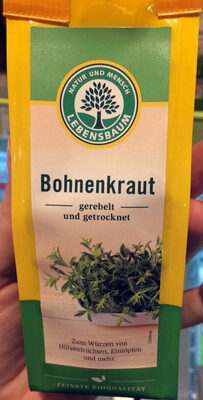 NATUR UND MENSCH
LEBENSBAUM
Bohnenkraut
gerebelt
und getrocknet
Zum Würzen von
Hülsenfrüchten, Eintöpfen
und mehr.
FEINSTE BIOQUALITÄT